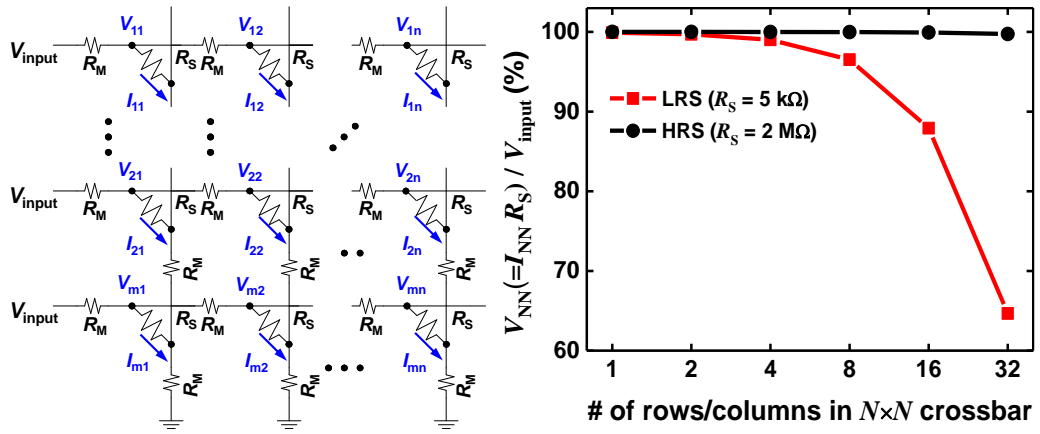 V11 V12 V1n
Vinput RM RS RM RS RM RS
I11 I12 I1n
V21 V22 V2n
Vinput RM RS RM RS RM RS
I21 I22 I2n
RM RM RM
Vm1 Vm2 Vmn
Vinput RM RS RM RS RM RS
Im1 Im2 Imn
RM RM RM
VNN(=INN RS) / Vinput (%)
100
90
80
70
60
LRS (RS = 5 kΩ)
HRS (RS = 2 MΩ)
1 2 4 8 16 32
# of rows/columns in N×N crossbar